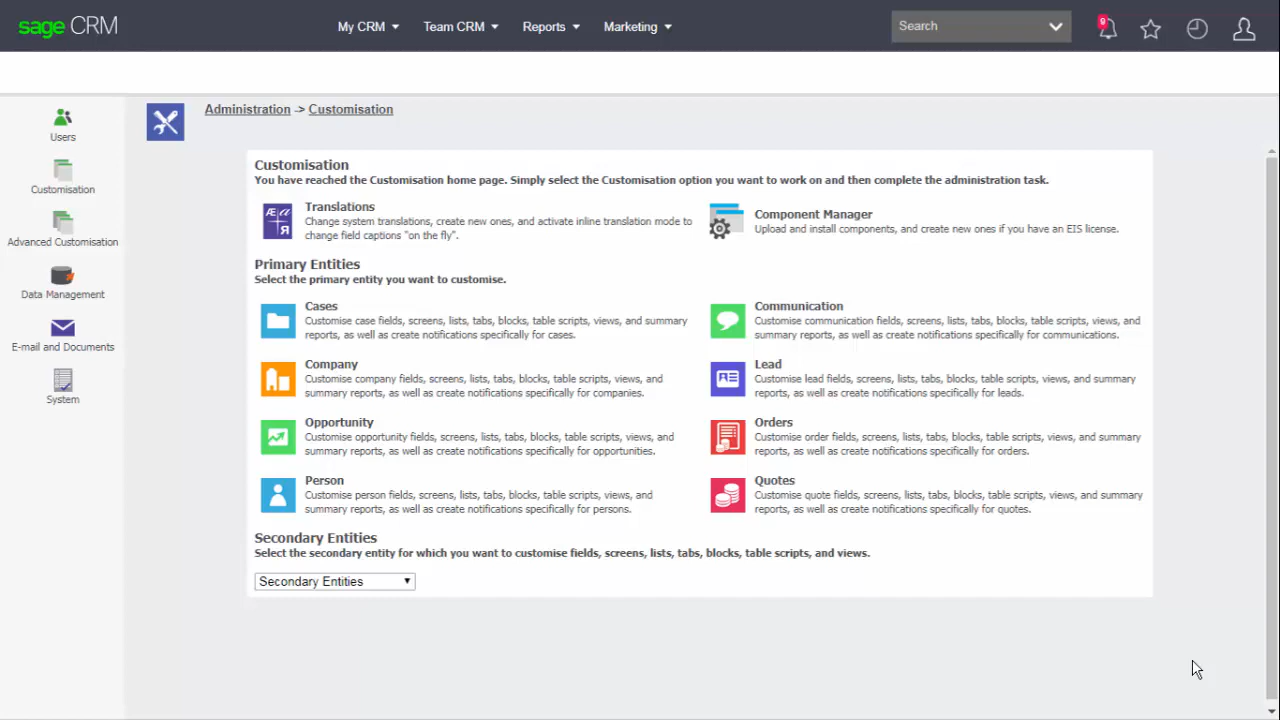 sage CRM
My CRM
Team CRM
Reports
Marketing
Search
9
Users
Customisation
Advanced Customisation
Data Management
E-mail and Documents
System
Administration -> Customisation
Customisation
You have reached the Customisation home page. Simply select the Customisation option you want to work on and then complete the administration task.
Translations
Change system translations, create new ones, and activate inline translation mode to
change field captions "on the fly".
Component Manager
Upload and install components, and create new ones if you have an EIS license.
Primary Entities
Select the primary entity you want to customise.
Cases
Customise case fields, screens, lists, tabs, blocks, table scripts, views, and summary
reports, as well as create notifications specifically for cases.
Communication
Customise communication fields, screens, lists, tabs, blocks, table scripts, views, and
summary reports, as well as create notifications specifically for communications.
Company
Customise company fields, screens, lists, tabs, blocks, table scripts, views, and
summary reports, as well as create notifications specifically for companies.
Lead
Customise lead fields, screens, lists, tabs, blocks, table scripts, views, and summary
reports, as well as create notifications specifically for leads.
Opportunity
Customise opportunity fields, screens, lists, tabs, blocks, table scripts, views, and
summary reports, as well as create notifications specifically for opportunities.
Orders
Customise order fields, screens, lists, tabs, blocks, table scripts, views, and summary
reports, as well as create notifications specifically for orders.
Person
Customise person fields, screens, lists, tabs, blocks, table scripts, views, and
summary reports, as well as create notifications specifically for persons.
Quotes
Customise quote fields, screens, lists, tabs, blocks, table scripts, views, and summary
reports, as well as create notifications specifically for quotes.
Secondary Entities
Select the secondary entity for which you want to customise fields, screens, lists, tabs, blocks, table scripts, and views.
Secondary Entities